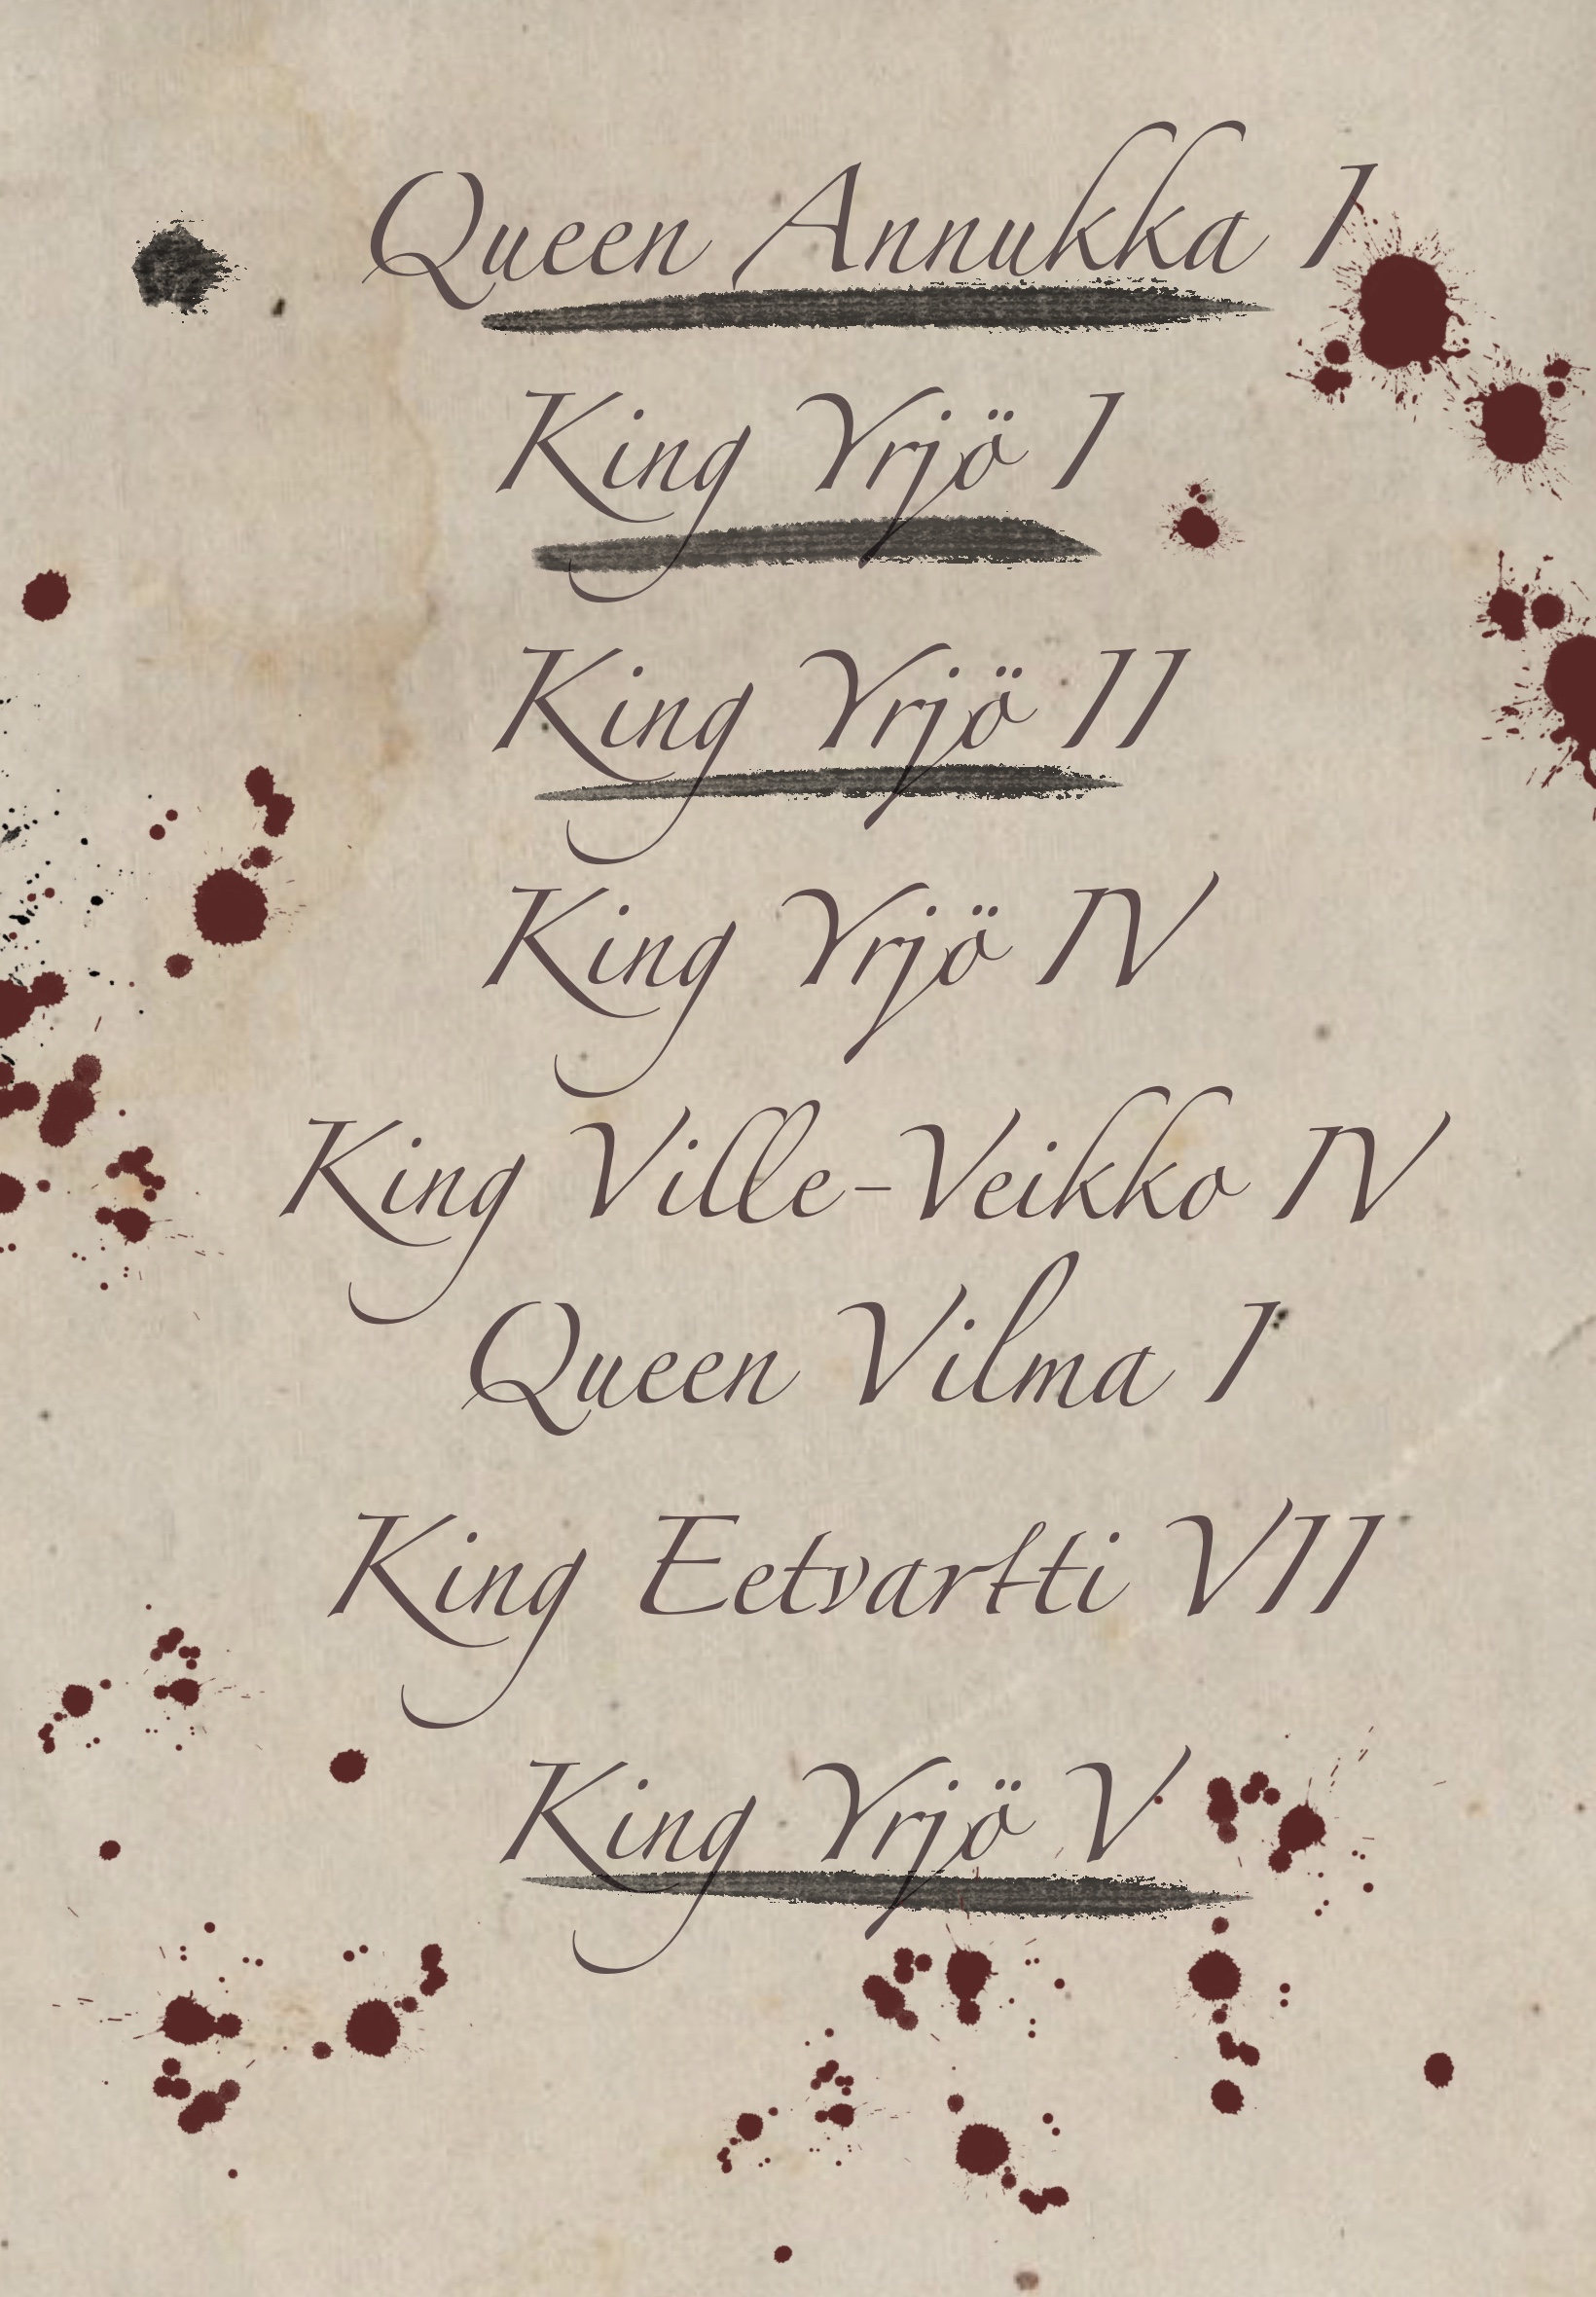 Queen Annukka I
King Yrjö I
King Yrjö II
King Yrjö IV
King Ville-Veikko IV
Queen Vilma I
King Eetvartti VII
King Yrjö V